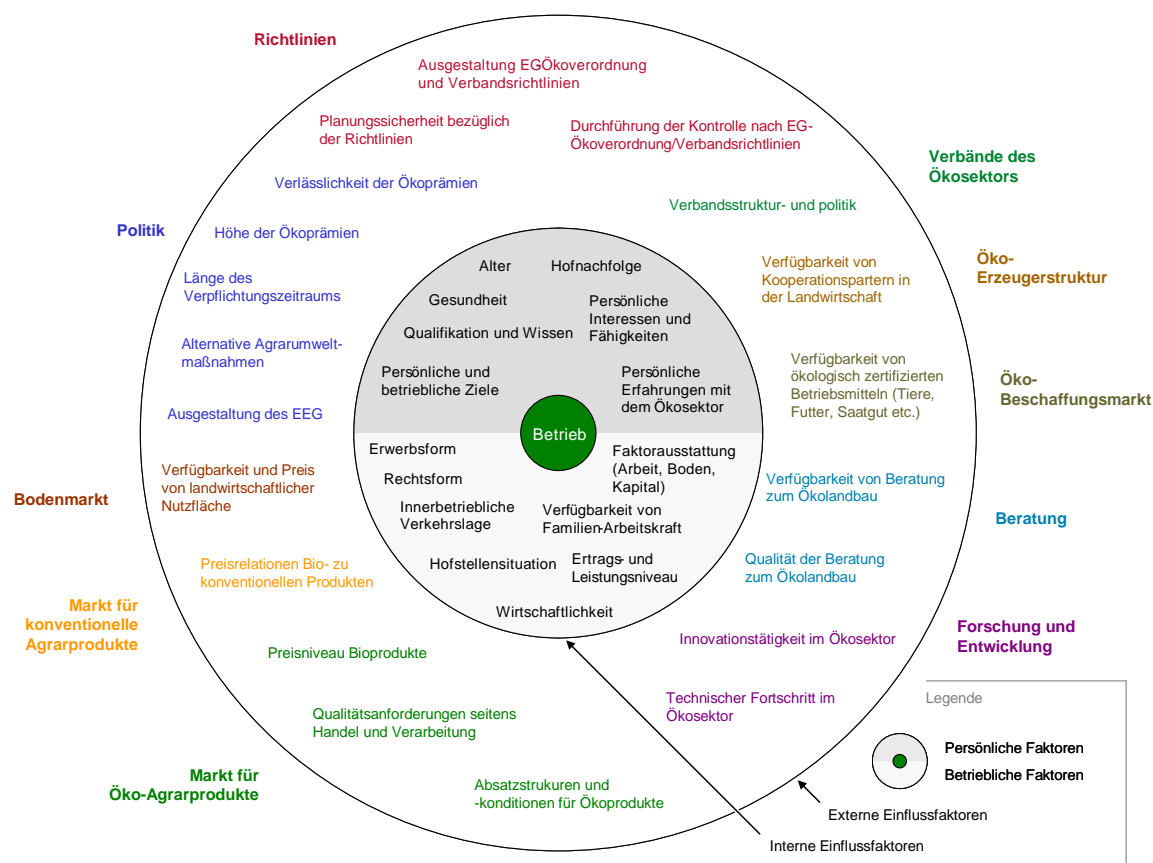 Richtlinien
Ausgestaltung EGÖkoverordnung
und Verbandsrichtlinien
Planungssicherheit bezüglich
der Richtlinien
Durchführung der Kontrolle nach EG-
Ökoverordnung/Verbandsrichtlinien
Verbände des
Ökosektors
Verlässlichkeit der Ökoprämien
Verbandsstruktur- und politik
Politik
Höhe der Ökoprämien
Öko-
Erzeugerstruktur
Verfügbarkeit von
Kooperationspartern in
der Landwirtschaft
Länge des
Verpflichtungszeitraums
Alternative Agrarumwelt-
maßnahmen
Ausgestaltung des EEG
Alter
Hofnachfolge
Gesundheit
Persönliche
Interessen und
Fähigkeiten
Qualifikation und Wissen
Persönliche und
betriebliche Ziele
Persönliche
Erfahrungen mit
dem Ökosektor
Verfügbarkeit von
ökologisch zertifizierten
Betriebsmitteln (Tiere,
Futter, Saatgut etc.)
Öko-
Beschaffungsmarkt
Betrieb
Erwerbsform
Rechtsform
Faktorausstattung
(Arbeit, Boden,
Kapital)
Innerbetriebliche
Verkehrslage
Verfügbarkeit von
Familien-Arbeitskraft
Hofstellensituation
Ertrags- und
Leistungsniveau
Wirtschaftlichkeit
Bodenmarkt
Verfügbarkeit und Preis
von landwirtschaftlicher
Nutzfläche
Verfügbarkeit von Beratung
zum Ökolandbau
Beratung
Qualität der Beratung
zum Ökolandbau
Preisrelationen Bio- zu
konventionellen Produkten
Markt für
konventionelle
Agrarprodukte
Innovationstätigkeit im Ökosektor
Forschung und
Entwicklung
Preisniveau Bioprodukte
Technischer Fortschritt im
Ökosektor
Qualitätsanforderungen seitens
Handel und Verarbeitung
Markt für
Öko-Agrarprodukte
Absatzstrukuren und
-konditionen für Ökoprodukte
Legende
Persönliche Faktoren
Betriebliche Faktoren
Externe Einflussfaktoren
Interne Einflussfaktoren